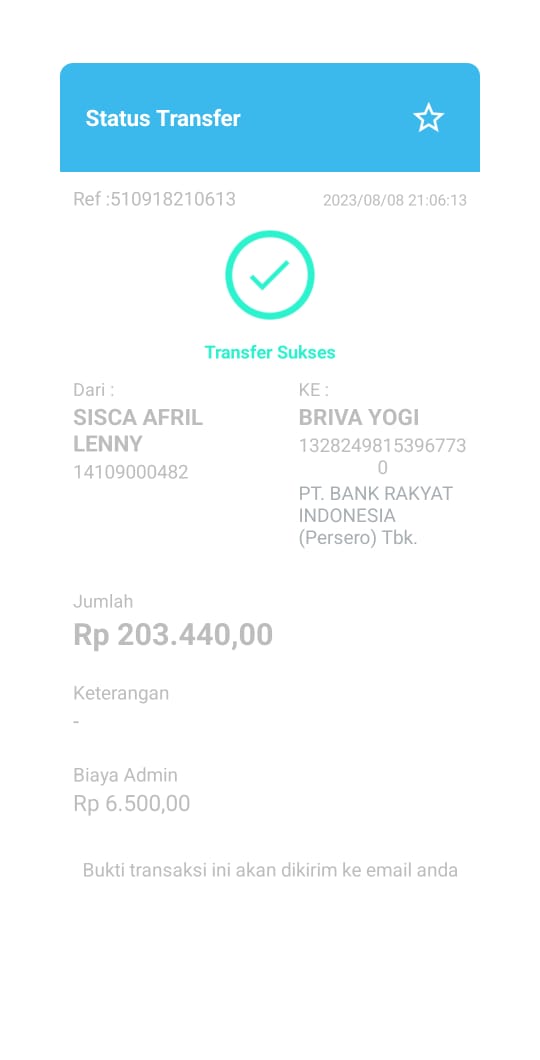 Status Transfer
Ref :510918210613
2023/08/08 21:06:13
Transfer Sukses
Dari :
SISCA AFRIL
LENNY
14109000482
KE :
BRIVA YOGI
1328249815396773
0
PT. BANK RAKYAT
INDONESIA
(Persero) Tbk.
Jumlah
Rp 203.440,00
Keterangan
-
Biaya Admin
Rp 6.500,00
Bukti transaksi ini akan dikirim ke email anda